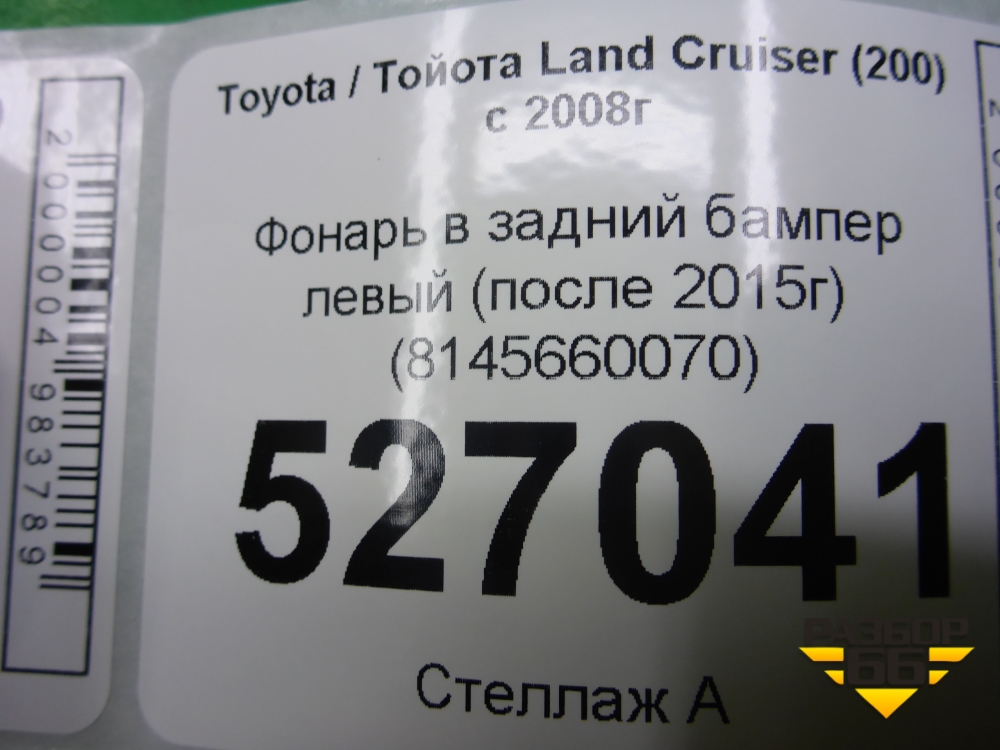 Toyota / Тойота Land Cruiser (200)
с 2008г
Фонарь в задний бампер
левый (после 2015г)
(8145660070)
527041
Стеллаж А
2000004983789
РАЗБОР
66